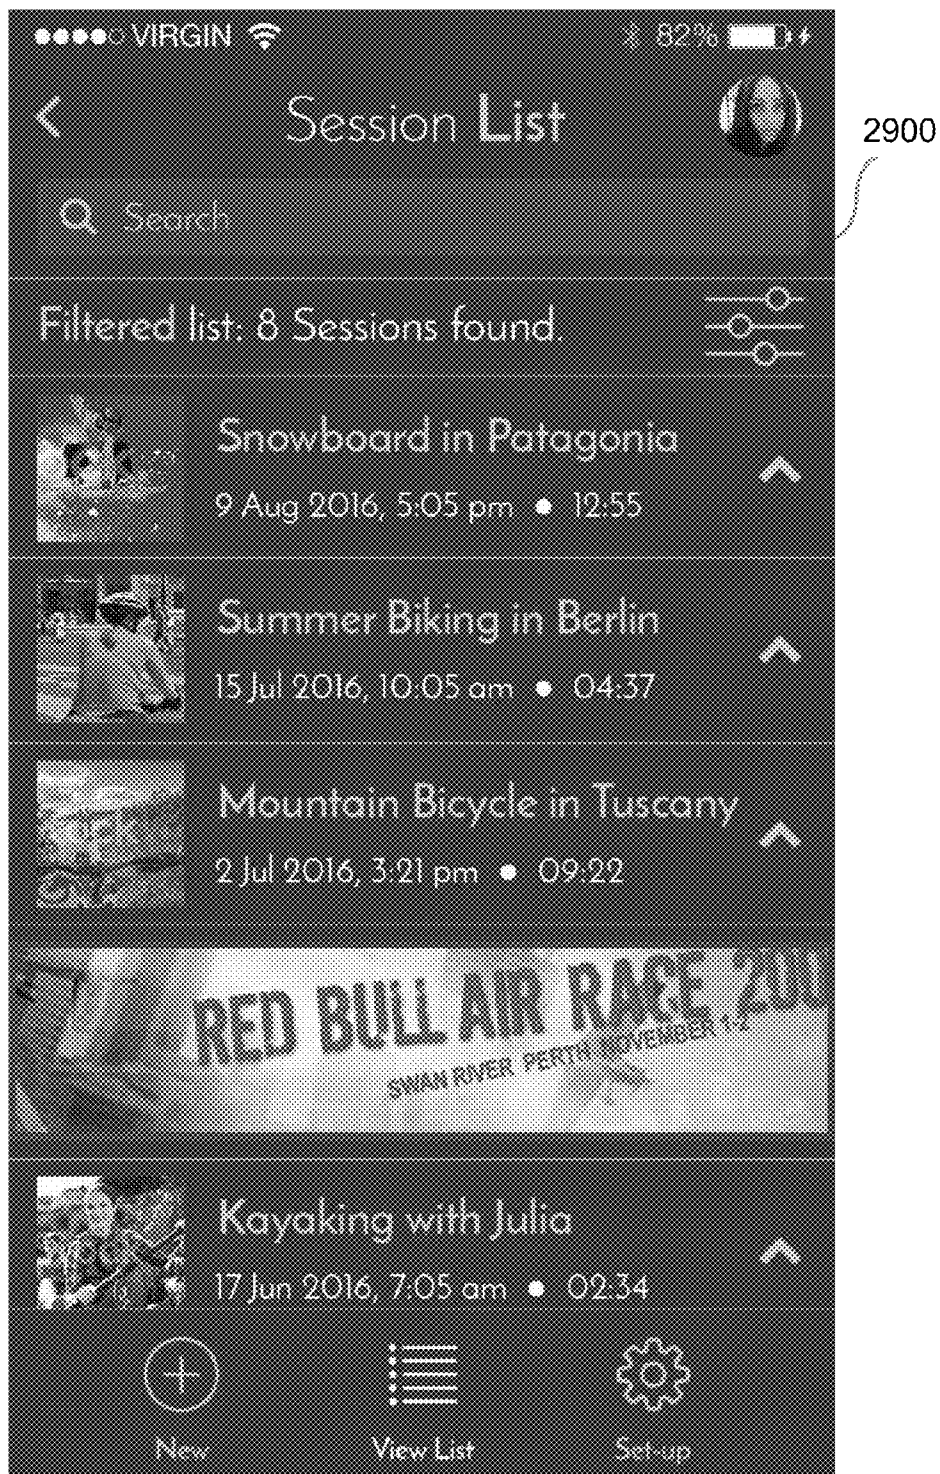 VIRGIN 82%
Session List
2900
Search
Filtered list: 8 Sessions found.
Snowboard in Patagonia
9 Aug 2016, 5:05 pm ● 12:55
Summer Biking in Berlin
15 Jul 2016, 10:05 am ● 04:37
Mountain Bicycle in Tuscany
2 Jul 2016, 3:21 pm ● 09:22
RED BULL AIR RACE 200
SWAN RIVER PERTH NOVEMBER 1-2
Kayaking with Julia
17 Jun 2016, 7:05 am ● 02:34
New View List Set-up